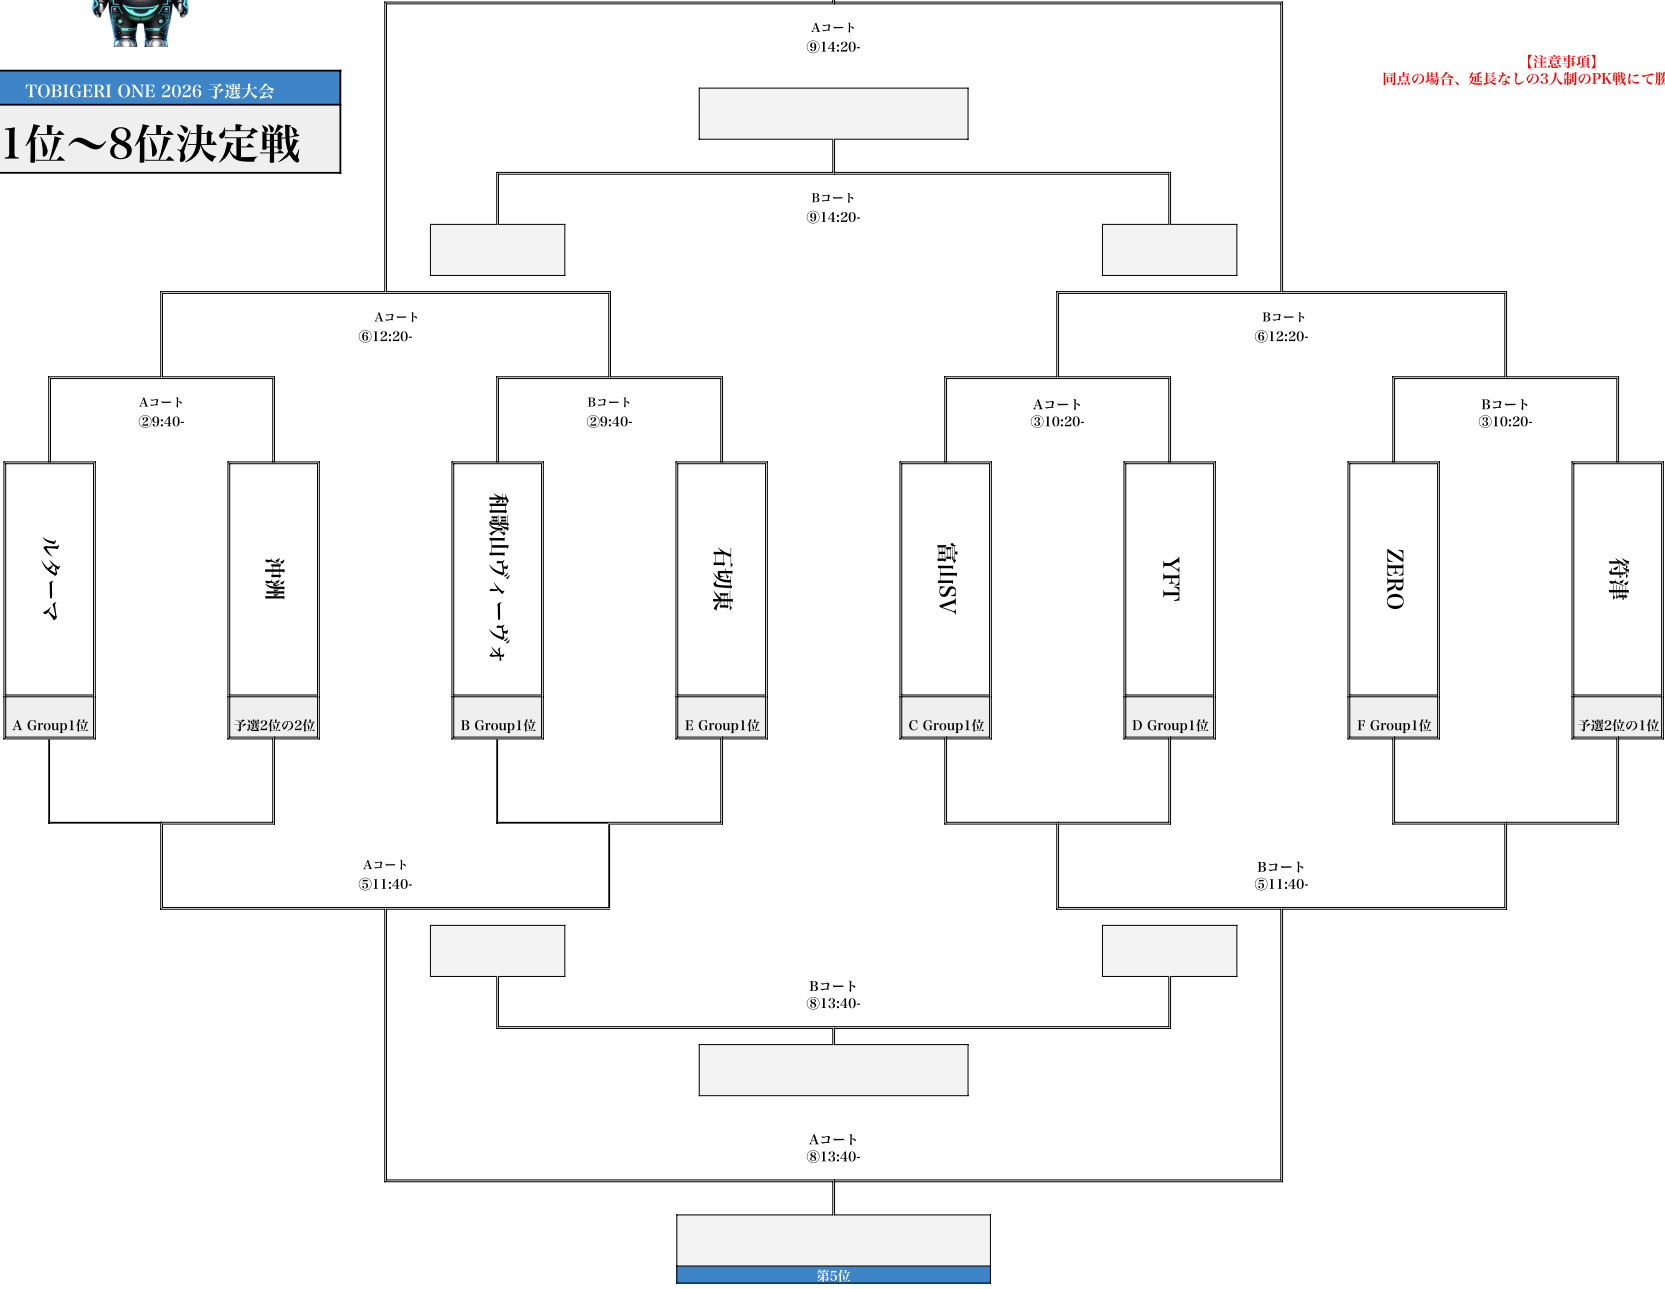 Aコート
⑨14:20-
【注意事項】
同点の場合、延長なしの3人制のPK戦にて
TOBIGERI ONE 2026 予選大会
1位～8位決定戦
Bコート
⑨14:20-
Aコート
⑥12:20-
Bコート
⑥12:20-
Aコート
②9:40-
Bコート
②9:40-
Aコート
③10:20-
Bコート
③10:20-
ルターマ
沖洲
和歌山ヴィーヴォ
石切東
富山SV
YFT
ZERO
符津
A Group1位
予選2位の2位
B Group1位
E Group1位
C Group1位
D Group1位
F Group1位
予選2位の1位
Aコート
⑤11:40-
Bコート
⑤11:40-
Bコート
⑧13:40-
Aコート
⑧13:40-
第5位